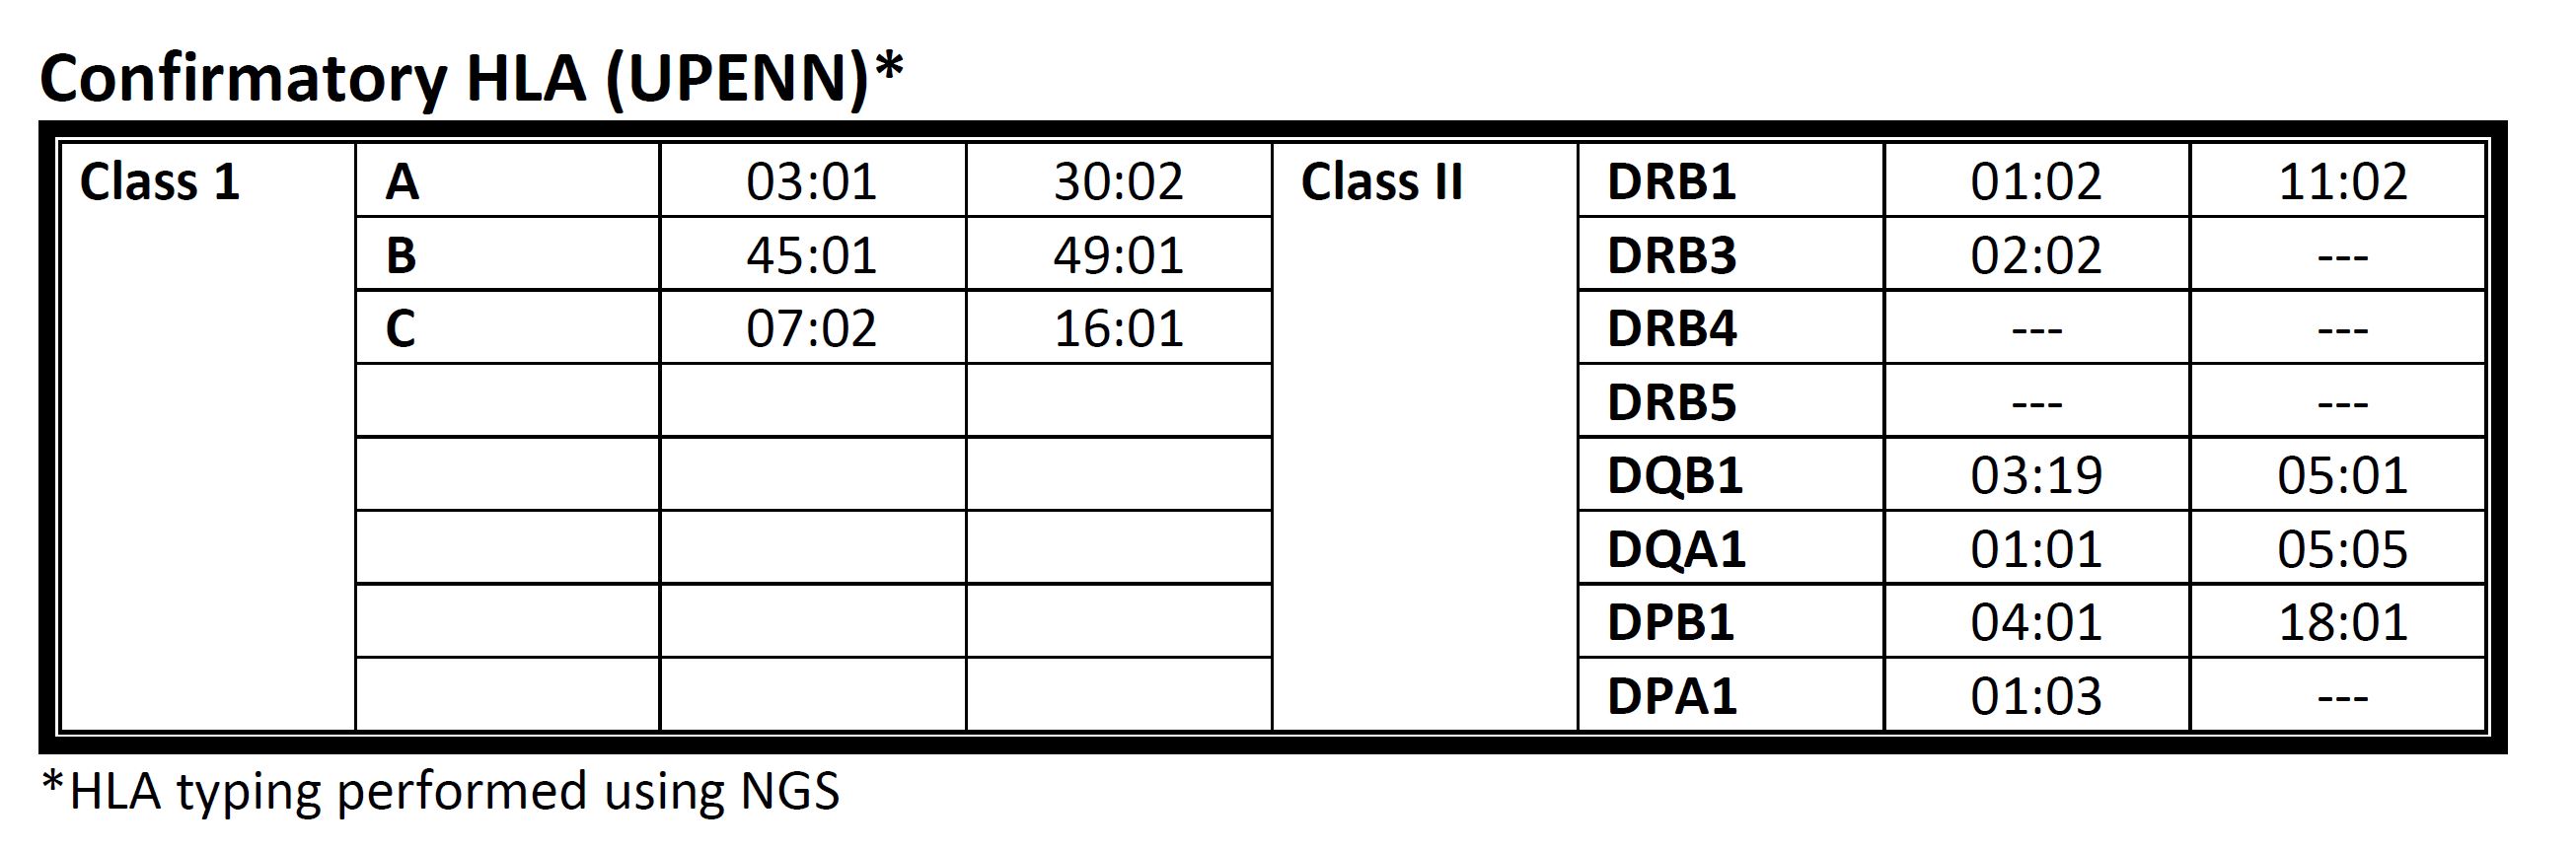 Confirmatory HLA (UPENN)*
Class 1 A 03:01 30:02 Class II DRB1 01:02 11:02
B 45:01 49:01 DRB3 02:02 ---
C 07:02 16:01 DRB4 --- ---
DRB5 --- ---
DQB1 03:19 05:01
DQA1 01:01 05:05
DPB1 04:01 18:01
DPA1 01:03 ---
*HLA typing performed using NGS